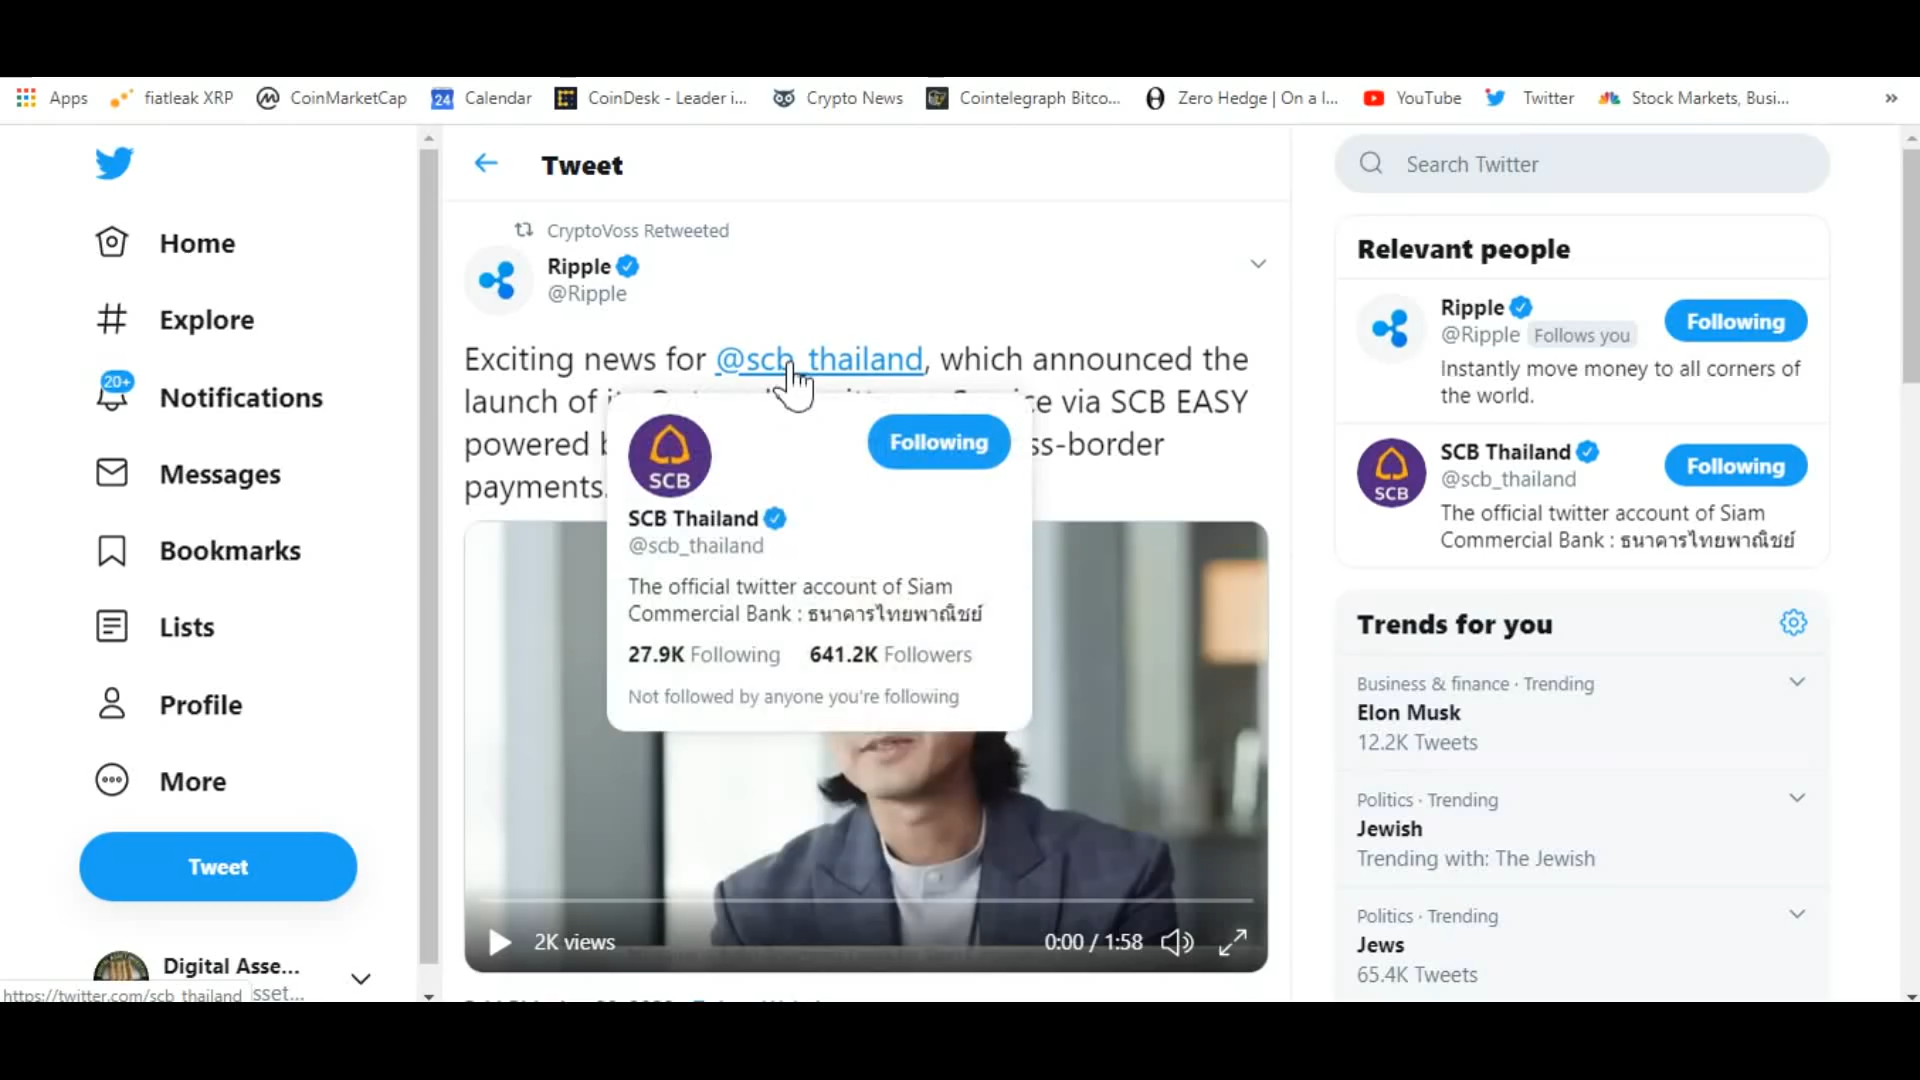 Apps
fiatleak XRP
CoinMarketCap
24
Calendar
CoinDesk - Leader i...
Crypto News
Cointelegraph Bitco...
Zero Hedge | On a l...
YouTube
Twitter
Stock Markets, Busi...
»
Home
Explore
20+
Notifications
Messages
Bookmarks
Lists
Profile
More
Tweet
Digital Asse...
sset...
https://twitter.com/scb_thailand
Tweet
CryptoVoss Retweeted
Ripple
@Ripple
Exciting news for @scb_thailand, which announced the
launch of
via SCB EASY
powered
ss-border
payments.
SCB
Following
SCB Thailand
@scb_thailand
The official twitter account of Siam
Commercial Bank : ธนาคารไทยพาณิชย์
27.9K Following 641.2K Followers
Not followed by anyone you're following
2K views
0:00 / 1:58
Search Twitter
Relevant people
Ripple
Following
@Ripple Follows you
Instantly move money to all corners of
the world.
SCB
SCB Thailand
Following
@scb_thailand
The official twitter account of Siam
Commercial Bank : ธนาคารไทยพาณิชย์
Trends for you
Business & finance · Trending
Elon Musk
12.2K Tweets
Politics · Trending
Jewish
Trending with: The Jewish
Politics · Trending
Jews
65.4K Tweets